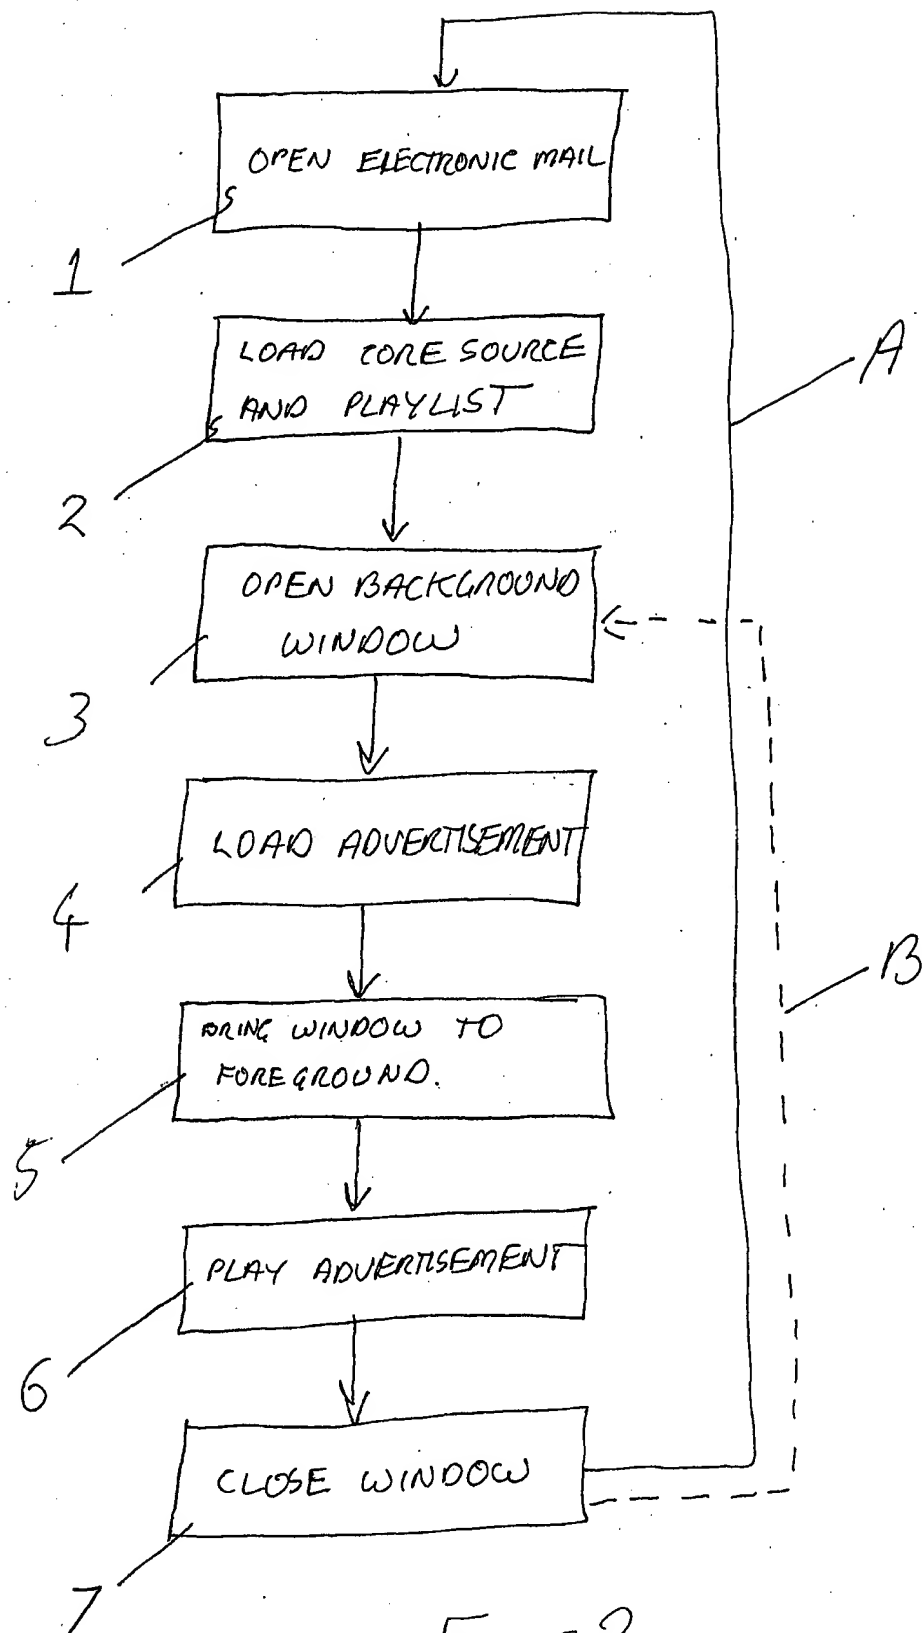 OPEN ELECTRONIC MAIL
1
LOAD CORE SOURCE
AND PLAYLIST
2
A
OPEN BACKGROUND
WINDOW
3
LOAD ADVERTISEMENT
4
B
BRING WINDOW TO
FOREGROUND.
5
PLAY ADVERTISEMENT
6
CLOSE WINDOW
7